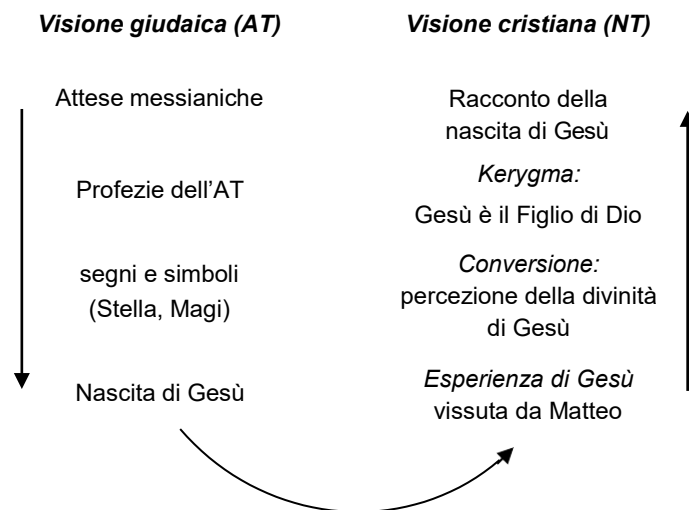 Visione giudaica (AT)
Attese messianiche
Profezie dell'AT
segni e simboli
(Stella, Magi)
Nascita di Gesù
Visione cristiana (NT)
Racconto della
nascita di Gesù
Kerygma:
Gesù è il Figlio di Dio
Conversione:
percezione della divinità
di Gesù
Esperienza di Gesù
vissuta da Matteo